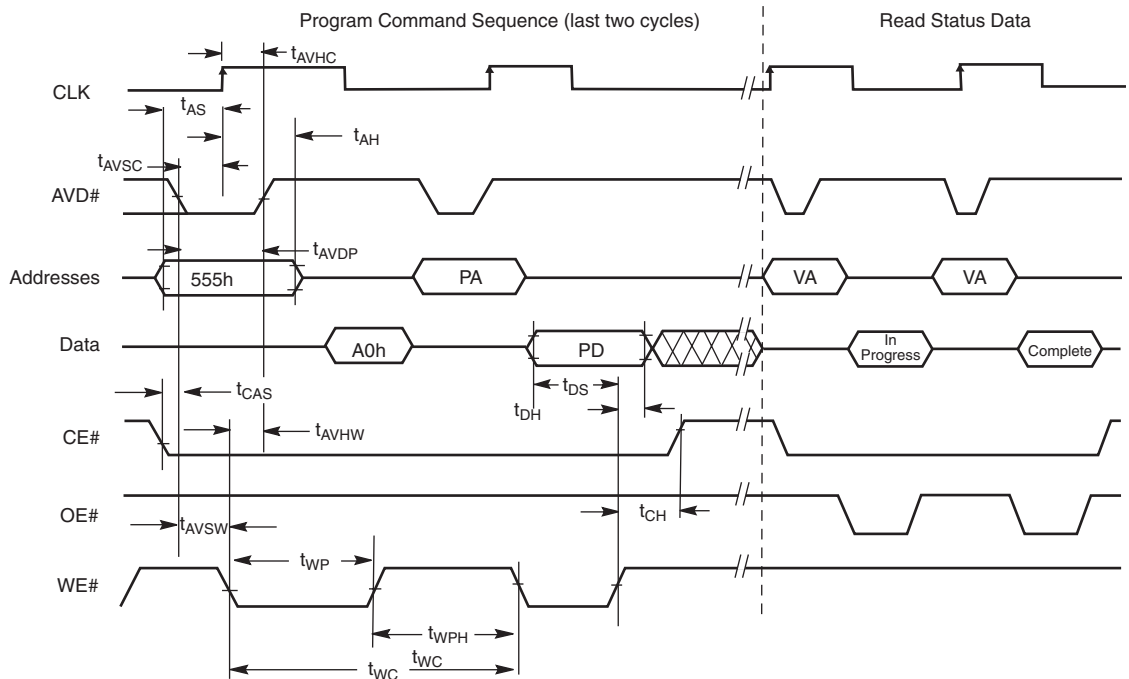 Program Command Sequence (last two cycles) Read Status Data
tAVHC
CLK
tAS
tAH
tAVSC
AVD#
tAVDP
Addresses 555h PA VA VA
Data A0h PD In Progress Complete
tCAS
tDS
tDH
CE#
tAVHW
OE#
tCH
tAVSW
tWP
WE#
tWPH
tWC
tWC